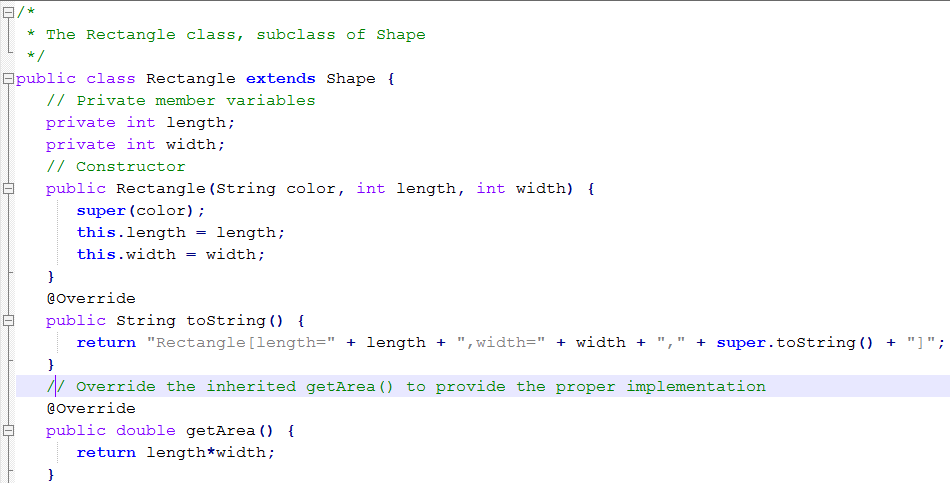 /*
 * The Rectangle class, subclass of Shape
 */
public class Rectangle extends Shape {
   // Private member variables
   private int length;
   private int width;
   // Constructor
   public Rectangle(String color, int length, int width) {
      super(color);
      this.length = length;
      this.width = width;
   }
   @Override
   public String toString() {
      return "Rectangle[length=" + length + ",width=" + width + "," + super.toString() + "]";
   }
   // Override the inherited getArea() to provide the proper implementation
   @Override
   public double getArea() {
      return length*width;
   }